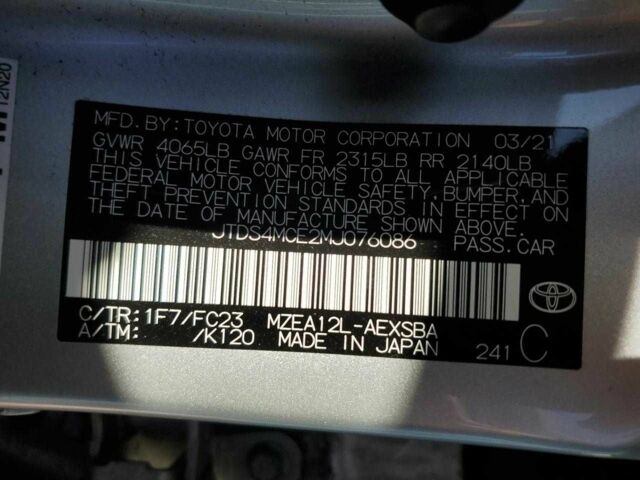 M
12N20
MFD. BY: TOYOTA MOTOR CORPORATION 03/21
GVWR 4065LB GAWR FR 2315LB RR 2140LB
THIS VEHICLE CONFORMS TO ALL APPLICABLE
FEDERAL MOTOR VEHICLE SAFETY, BUMPER, AND
THEFT PREVENTION STANDARDS IN EFFECT ON
THE DATE OF MANUFACTURE SHOWN ABOVE.
JTDS4MCE2MJ076086 PASS.CAR
C/TR: 1F7/FC23 MZEA12L-AEXSBA
A/TM: /K120 MADE IN JAPAN 241 C